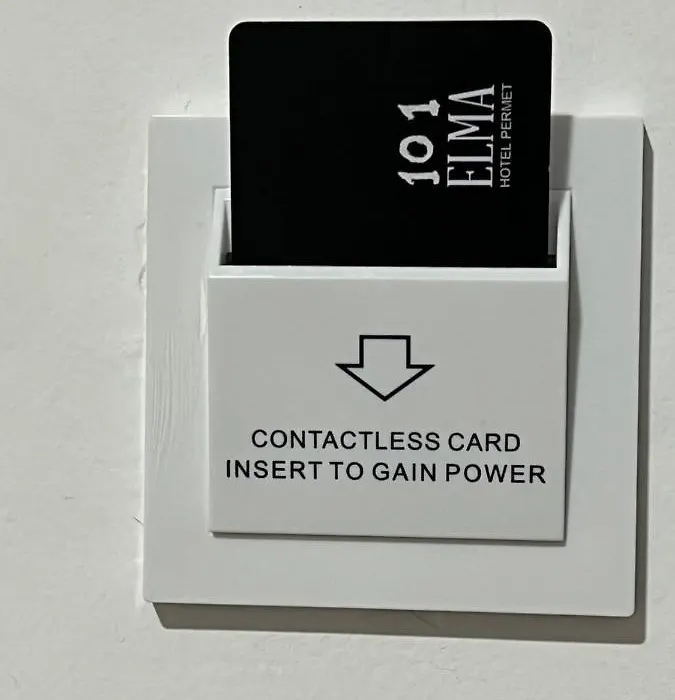 101
ELMA
HOTEL PERMET
CONTACTLESS CARD
INSERT TO GAIN POWER